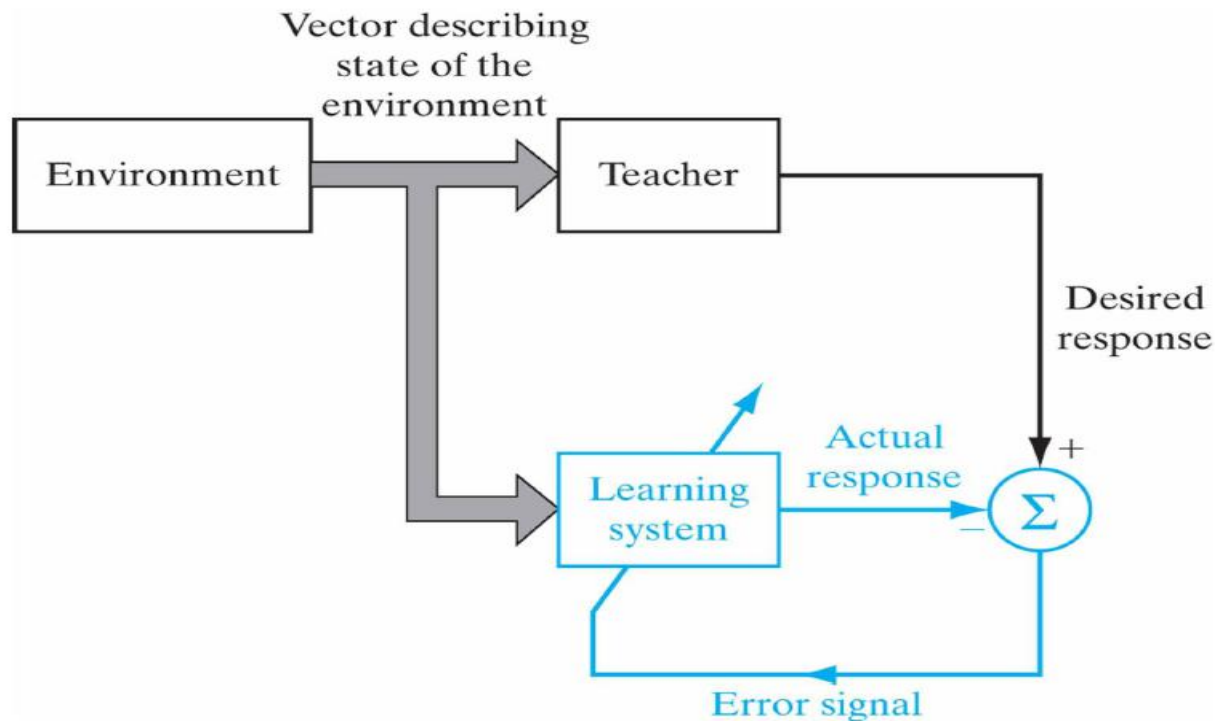 Vector describing
state of the
environment
Environment
Teacher
Desired
response
+
Actual
response
Learning
system
−
Σ
Error signal